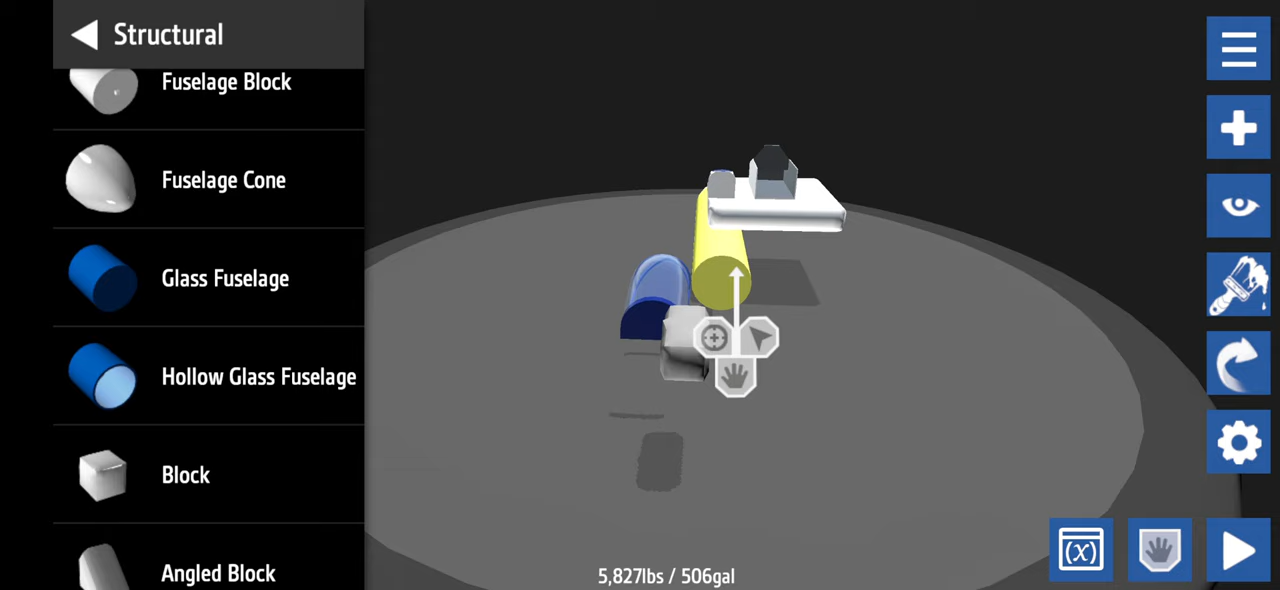 Structural
Fuselage Block
Fuselage Cone
Glass Fuselage
Hollow Glass Fuselage
Block
Angled Block
(x)
5,827lbs / 506gal